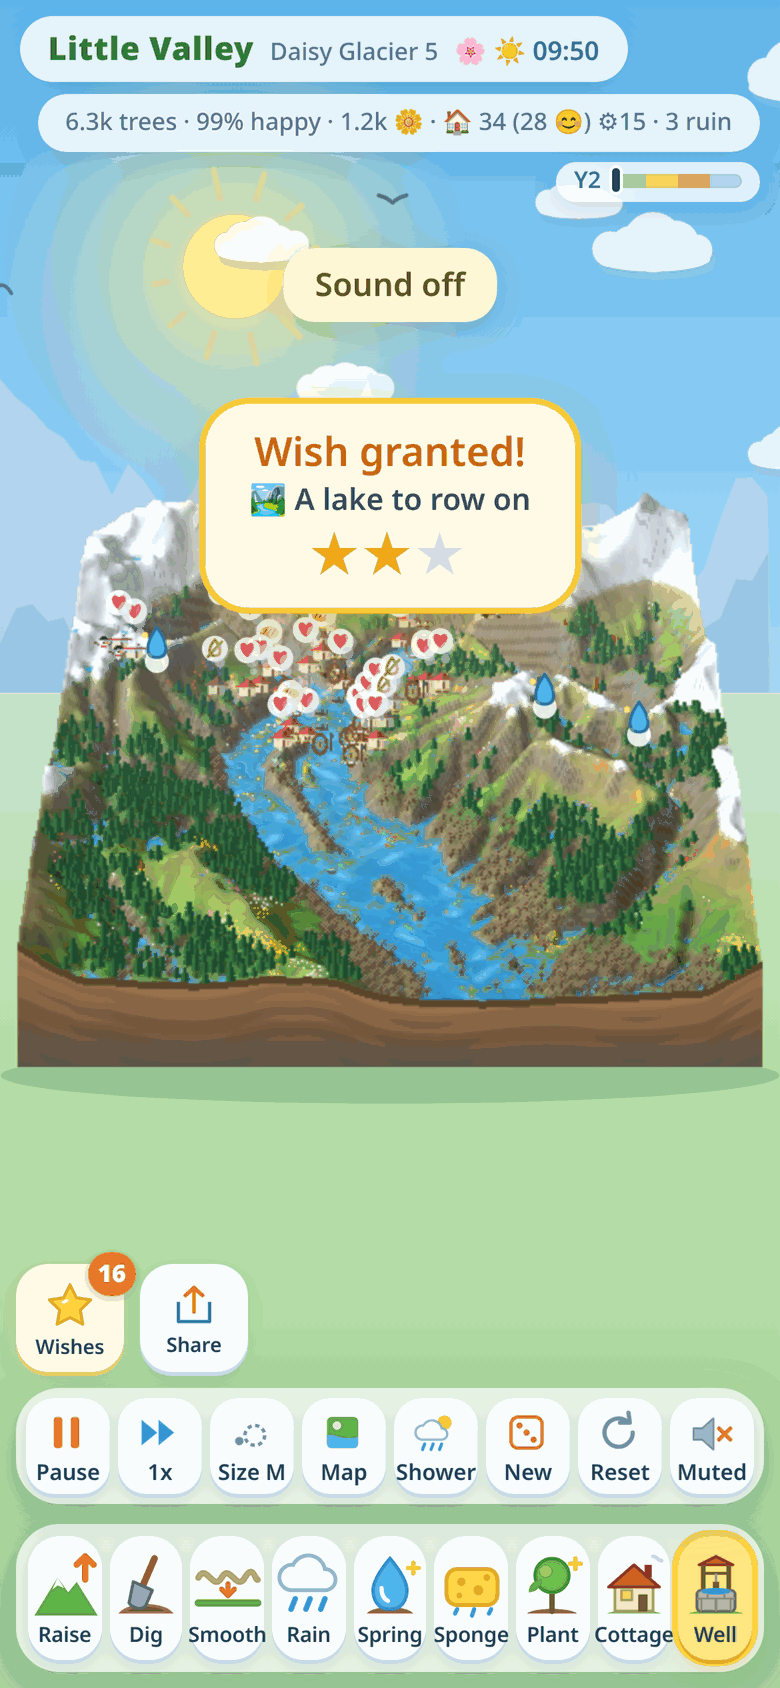 Little Valley Daisy Glacier 5 🌸 ☀️ 09:50
6.3k trees · 99% happy · 1.2k 🌼 · 🏠 34 (28 😊) ⚙15 · 3 ruin
Y2
Sound off
Wish granted!
🏞️ A lake to row on
16
Wishes
Share
Pause
1x
Size M
Map
Shower
New
Reset
Muted
Raise
Dig
Smooth
Rain
Spring
Sponge
Plant
Cottage
Well